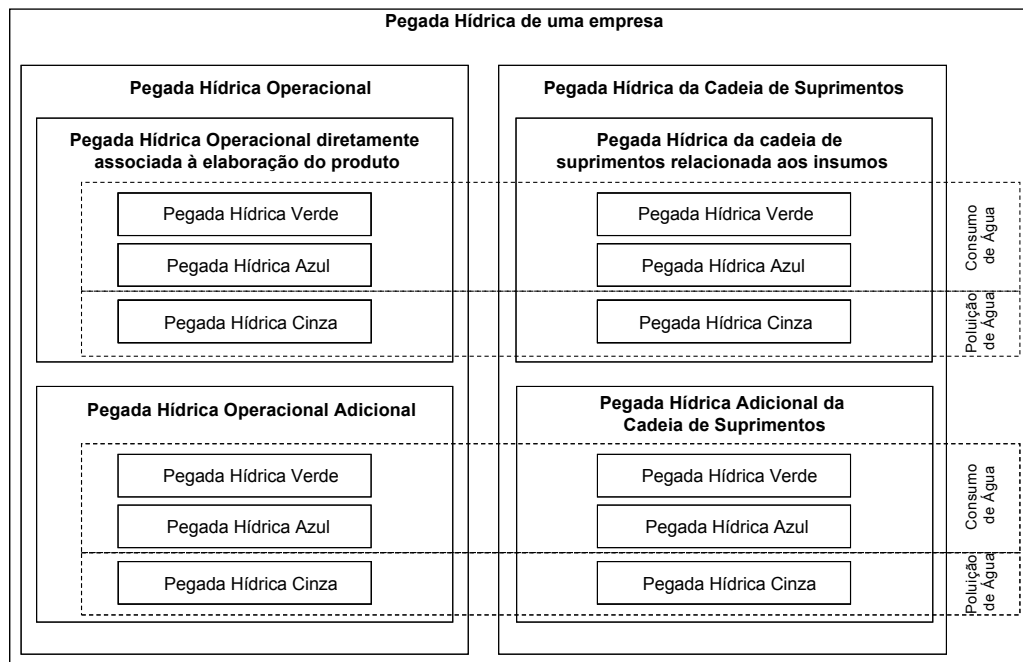 Pegada Hídrica de uma empresa
Pegada Hídrica Operacional
Pegada Hídrica Operacional diretamente
associada à elaboração do produto
Pegada Hídrica Verde
Pegada Hídrica Azul
Pegada Hídrica Cinza
Pegada Hídrica Operacional Adicional
Pegada Hídrica Verde
Pegada Hídrica Azul
Pegada Hídrica Cinza
Pegada Hídrica da Cadeia de Suprimentos
Pegada Hídrica da cadeia de
suprimentos relacionada aos insumos
Pegada Hídrica Verde
Pegada Hídrica Azul
Pegada Hídrica Cinza
Pegada Hídrica Adicional da
Cadeia de Suprimentos
Pegada Hídrica Verde
Pegada Hídrica Azul
Pegada Hídrica Cinza
Consumo
de Água
Poluição
de Água
Consumo
de Água
Poluição
de Água